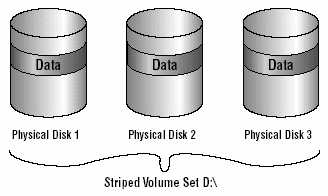 Data Data Data
Physical Disk 1 Physical Disk 2 Physical Disk 3
Striped Volume Set D:\